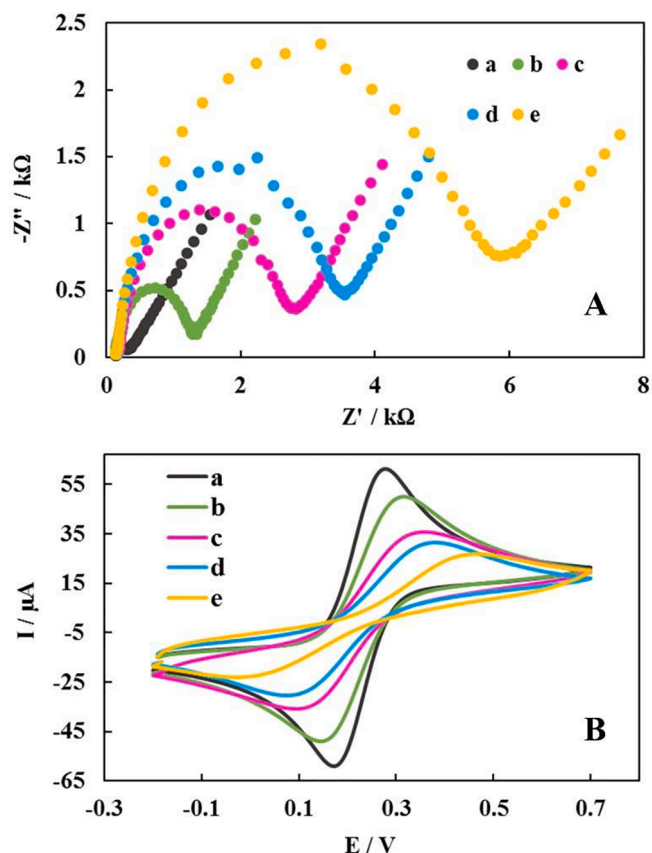 2.5
2
1.5
1
0.5
0
-Z'' / kΩ
a b c
d e
A
0 2 4 6 8
Z' / kΩ
55
35
15
-5
-25
-45
-65
I / µA
a
b
c
d
e
B
-0.3 -0.1 0.1 0.3 0.5 0.7
E / V